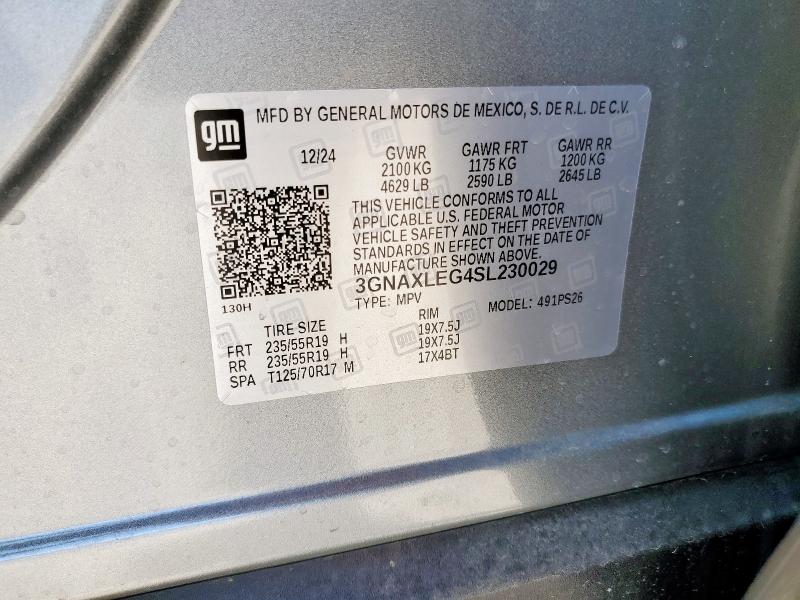 gm MFD BY GENERAL MOTORS DE MEXICO, S. DE R.L. DE C.V.
12/24 GVWR GAWR FRT GAWR RR
2100 KG 1175 KG 1200 KG
4629 LB 2590 LB 2645 LB
THIS VEHICLE CONFORMS TO ALL
APPLICABLE U.S. FEDERAL MOTOR
VEHICLE SAFETY AND THEFT PREVENTION
STANDARDS IN EFFECT ON THE DATE OF
MANUFACTURE SHOWN ABOVE.
3GNAXLEG4SL230029
130H TYPE: MPV MODEL: 491PS26
TIRE SIZE RIM
FRT 235/55R19 H 19X7.5J
RR 235/55R19 H 19X7.5J
SPA T125/70R17 M 17X4BT